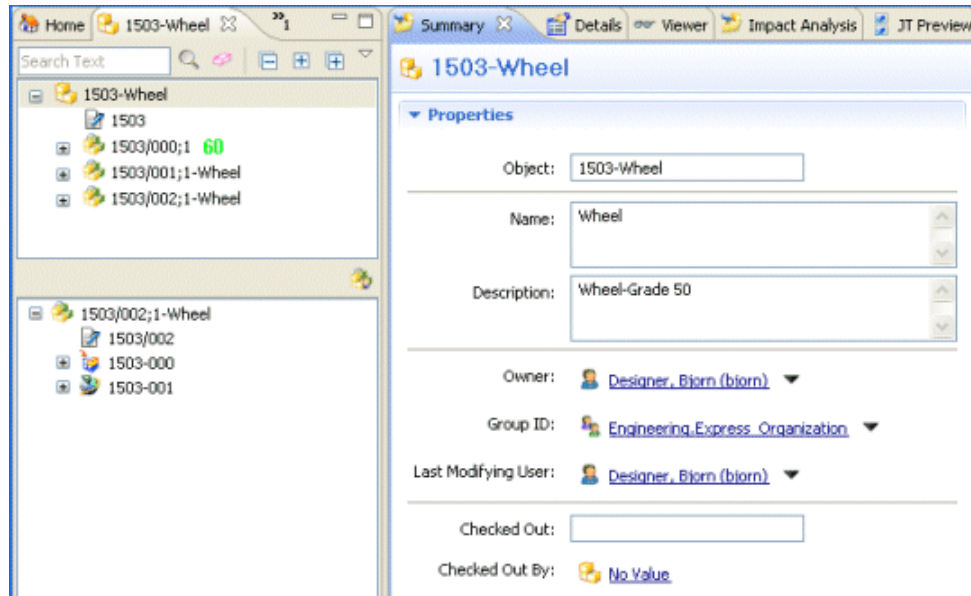 Home 1503-Wheel »1
Search Text
1503-Wheel
1503
1503/000;1 60
1503/001;1-Wheel
1503/002;1-Wheel
1503/002;1-Wheel
1503/002
1503-000
1503-001
Summary Details Viewer Impact Analysis JT Preview
1503-Wheel
Properties
Object: 1503-Wheel
Name: Wheel
Description: Wheel-Grade 50
Owner: Designer, Bjorn (bjorn)
Group ID: Engineering.Express_Organization
Last Modifying User: Designer, Bjorn (bjorn)
Checked Out:
Checked Out By: No Value